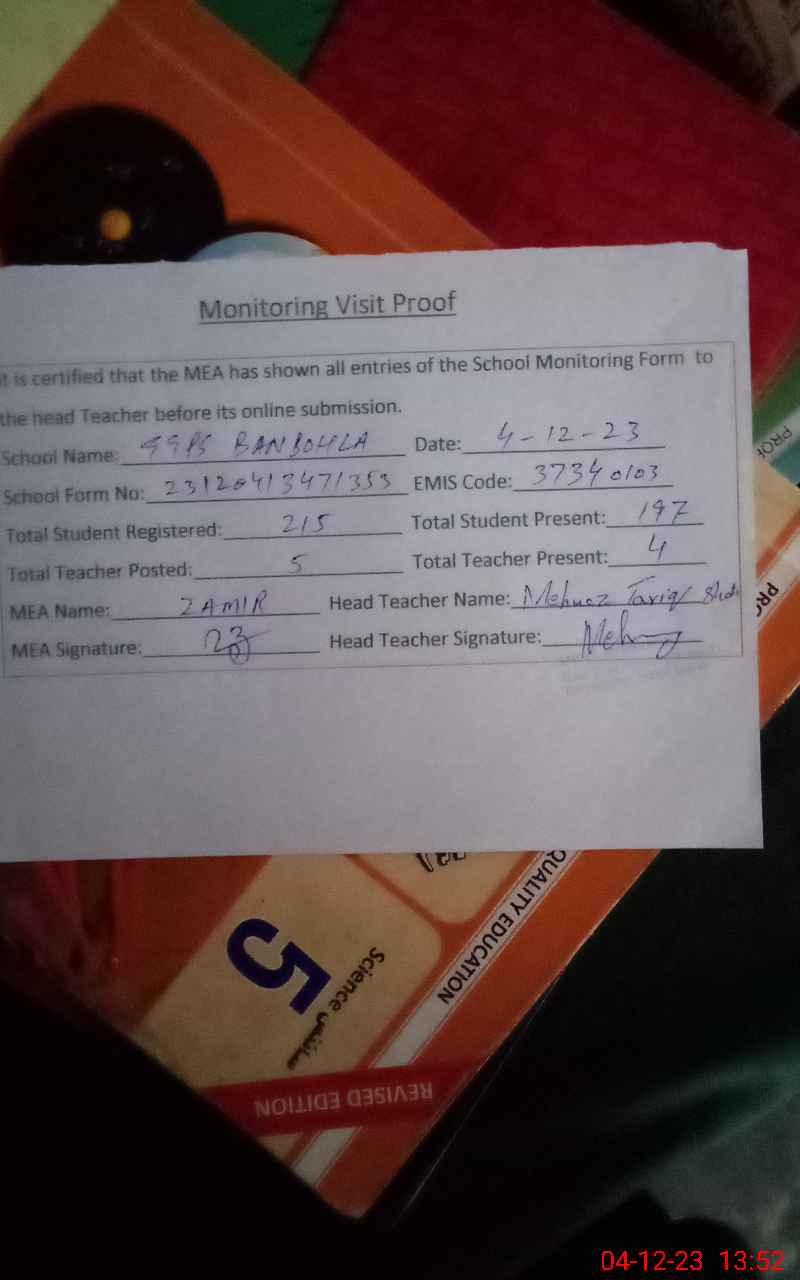 Monitoring Visit Proof
it is certified that the MEA has shown all entries of the School Monitoring Form to
the head Teacher before its online submission.
School Name: GGPS BANBOHLA Date: 4-12-23
School Form No: 23120413471353 EMIS Code: 37340103
Total Student Registered: 215 Total Student Present: 197
Total Teacher Posted: 5 Total Teacher Present: 4
MEA Name: ZAMIR Head Teacher Name: Mehnaz Tariq
MEA Signature: Head Teacher Signature:
QUALITY EDUCATION
5
Science
سائنس
REVISED EDITION
04-12-23 13:52